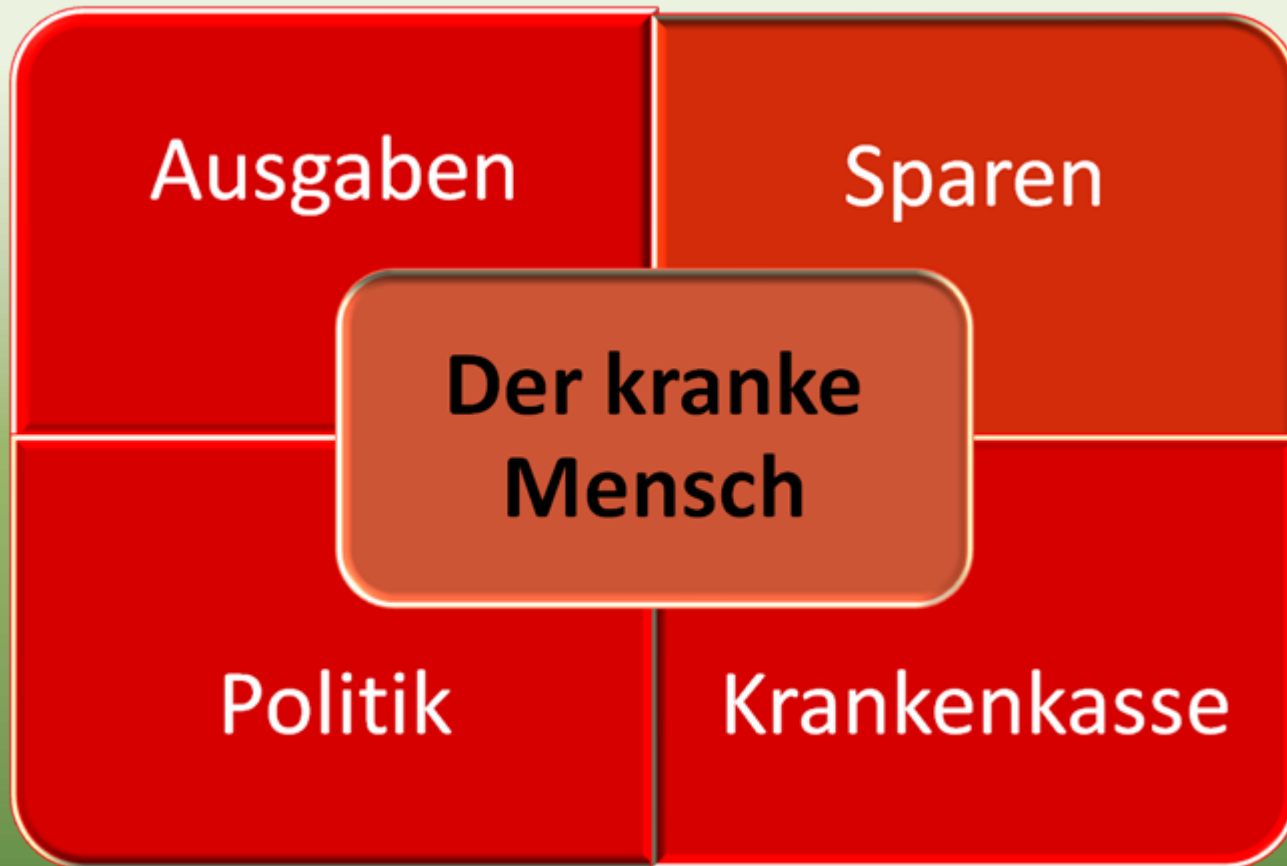 Ausgaben
Sparen
Der kranke
Mensch
Politik
Krankenkasse